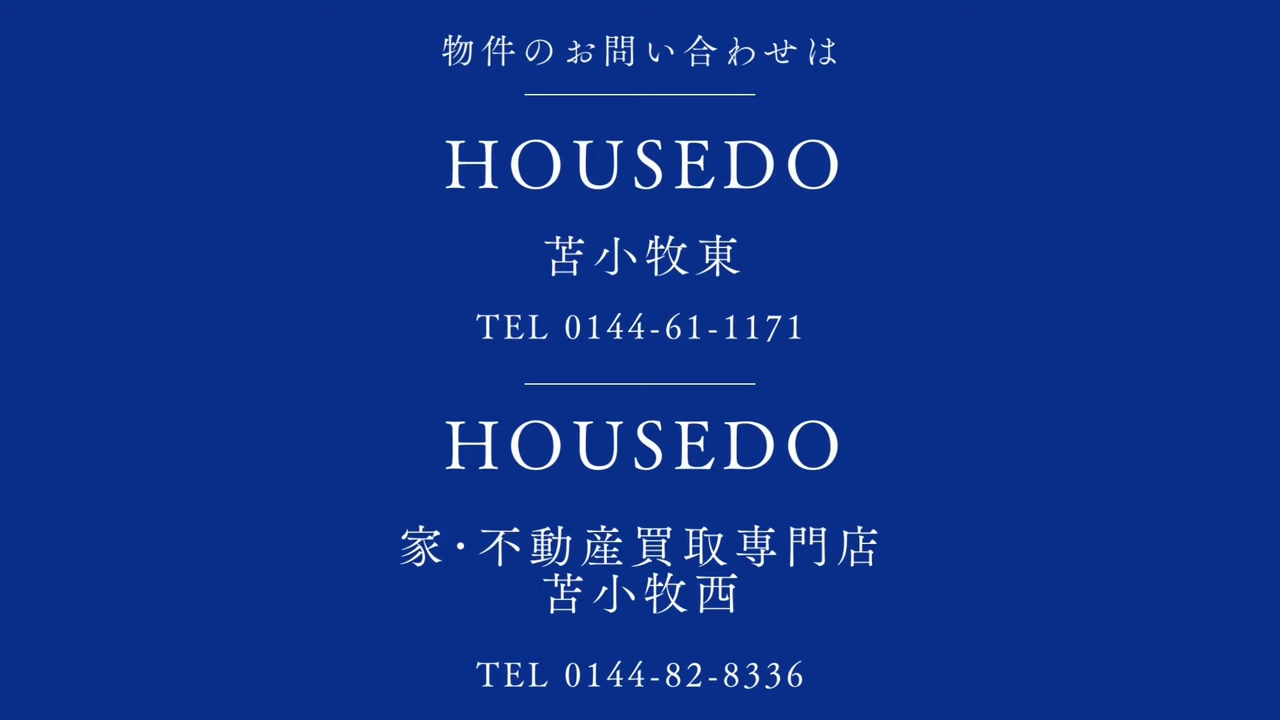 物件のお問い合わせは
HOUSEDO
苫小牧東
TEL 0144-61-1171
HOUSEDO
家・不動産買取専門店
苫小牧西
TEL 0144-82-8336